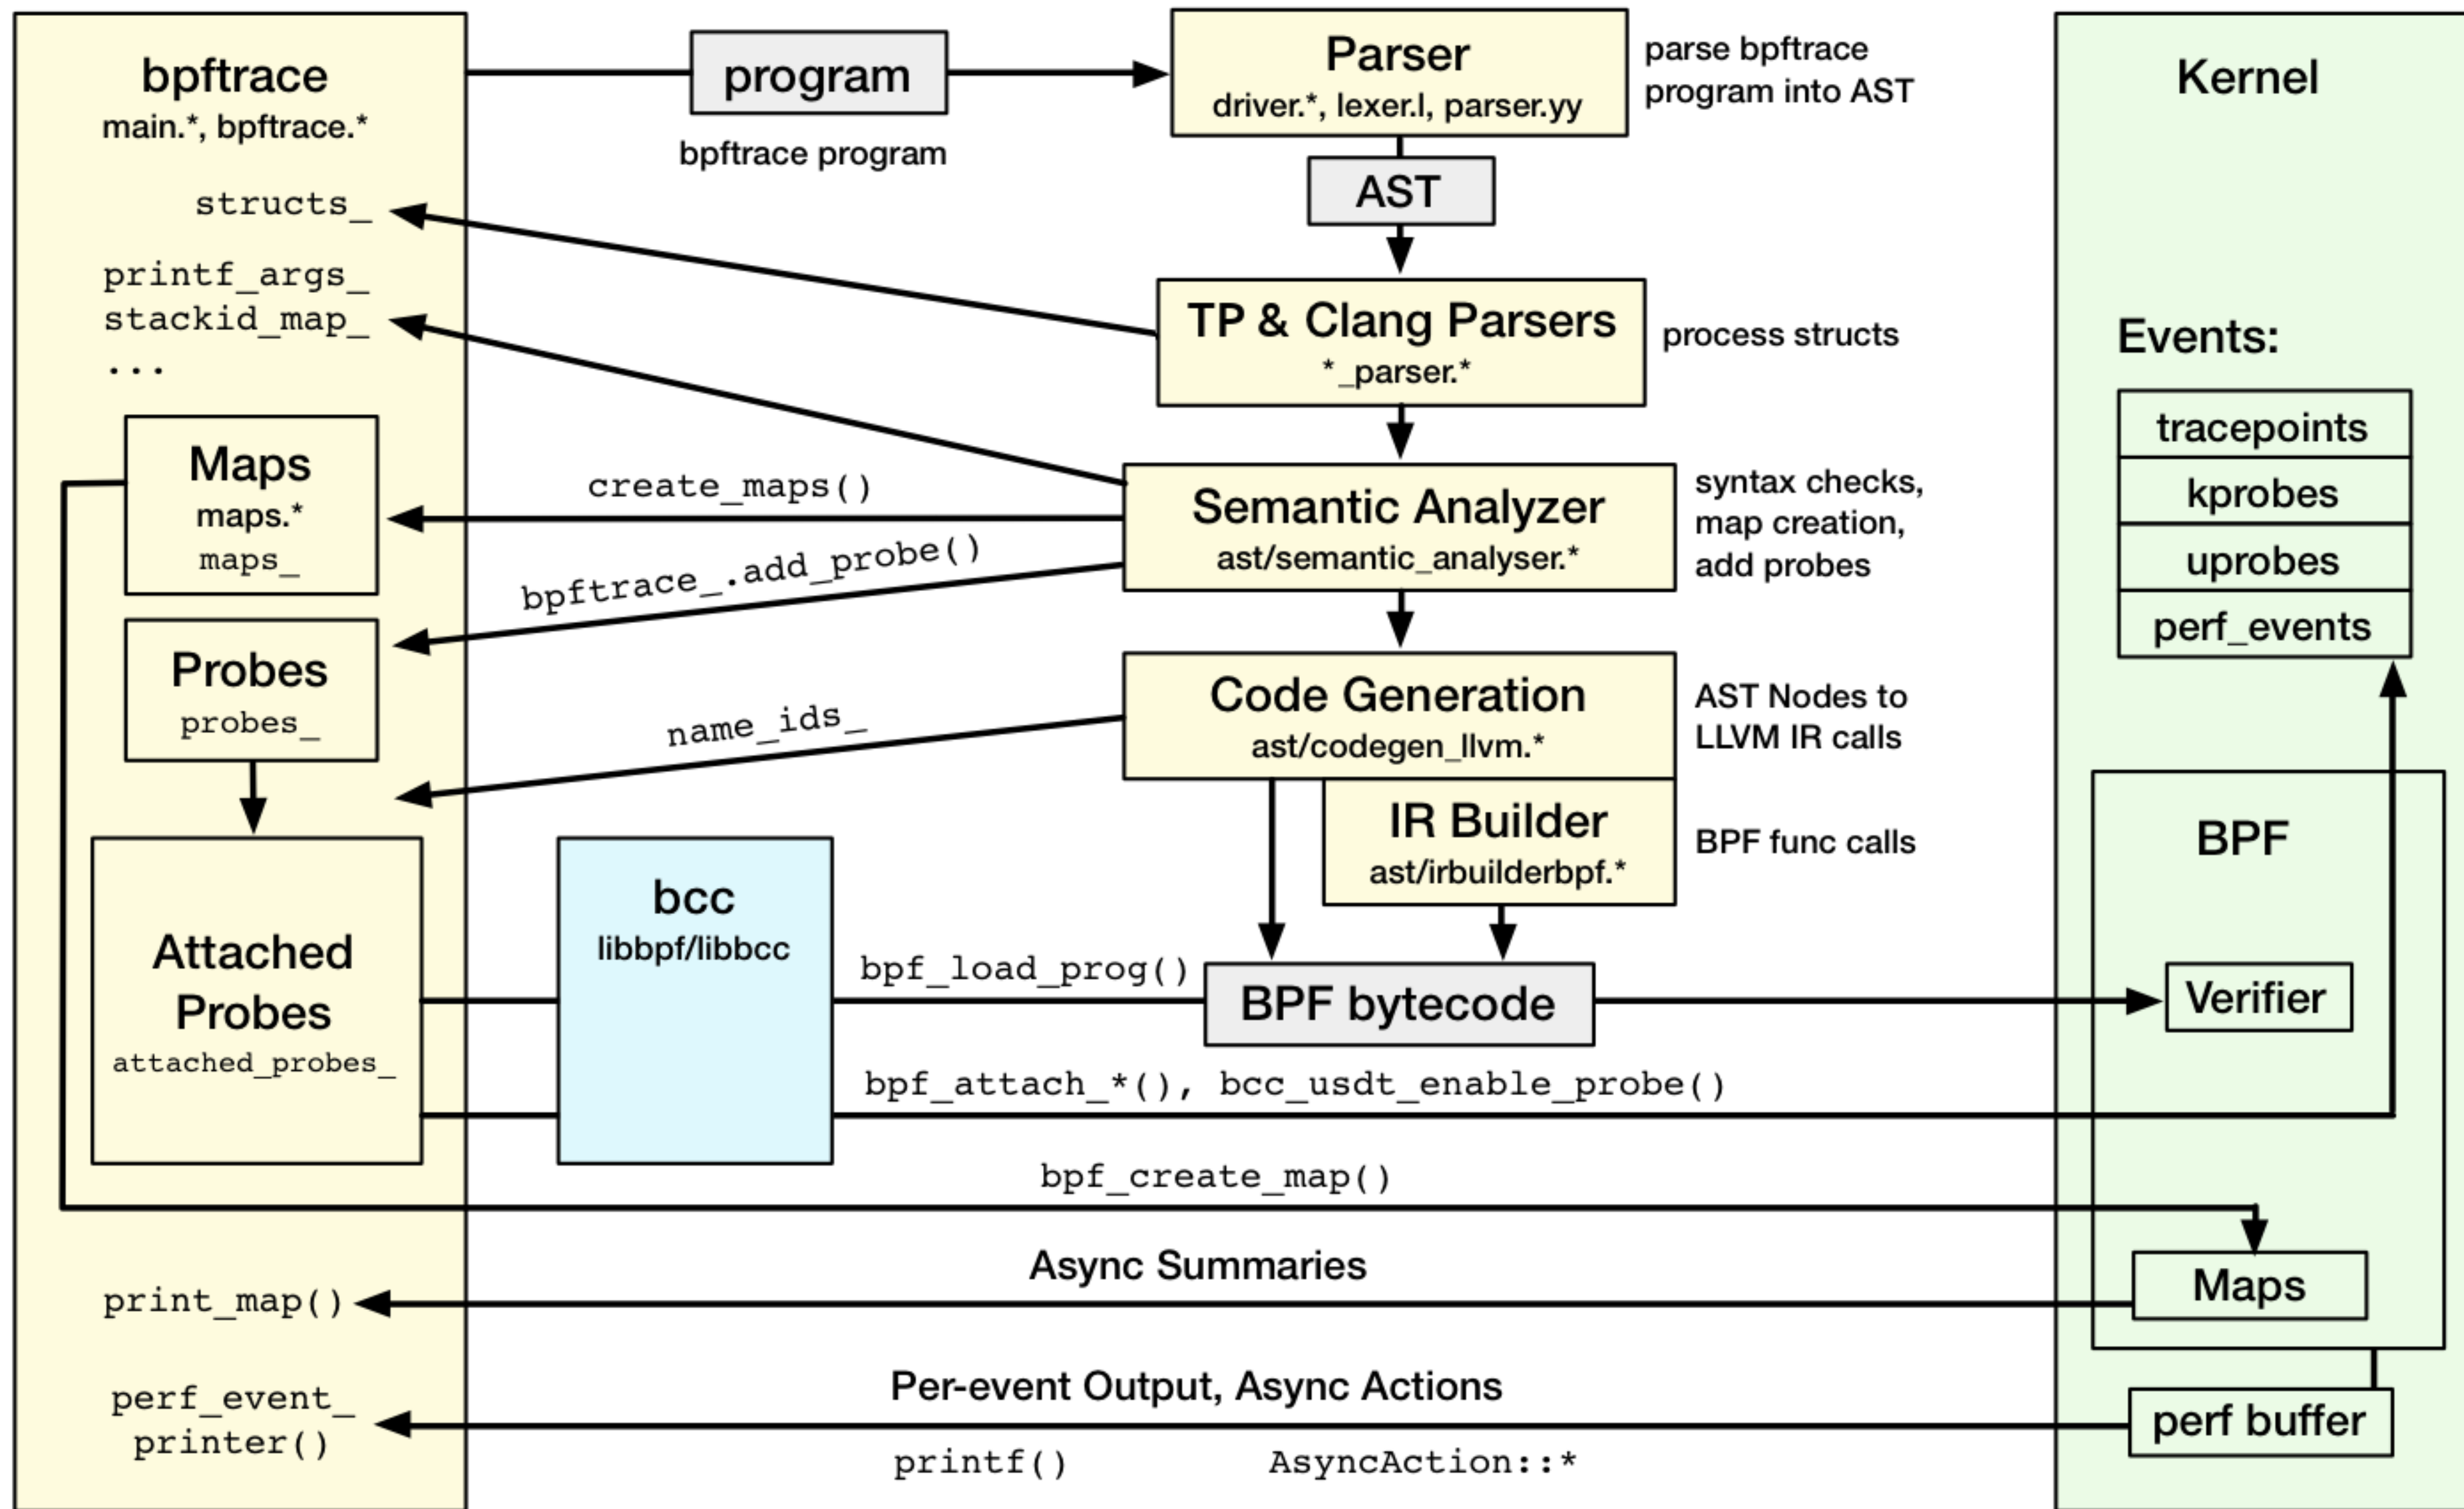 bpftrace
main.*, bpftrace.*
structs_
printf_args_
stackid_map_
...
Maps
maps.*
maps_
Probes
probes_
Attached
Probes
attached_probes_
print_map()
perf_event_
printer()
program
bpftrace program
create_maps()
bpftrace_.add_probe()
name_ids_
bcc
libbpf/libbcc
Parser
driver.*, lexer.l, parser.yy
parse bpftrace
program into AST
AST
TP & Clang Parsers
*_parser.*
process structs
Semantic Analyzer
ast/semantic_analyser.*
syntax checks,
map creation,
add probes
Code Generation
ast/codegen_llvm.*
AST Nodes to
LLVM IR calls
IR Builder
ast/irbuilderbpf.*
BPF func calls
bpf_load_prog()
BPF bytecode
bpf_attach_*(), bcc_usdt_enable_probe()
bpf_create_map()
Async Summaries
Per-event Output, Async Actions
printf() AsyncAction::*
Kernel
Events:
tracepoints
kprobes
uprobes
perf_events
BPF
Verifier
Maps
perf buffer